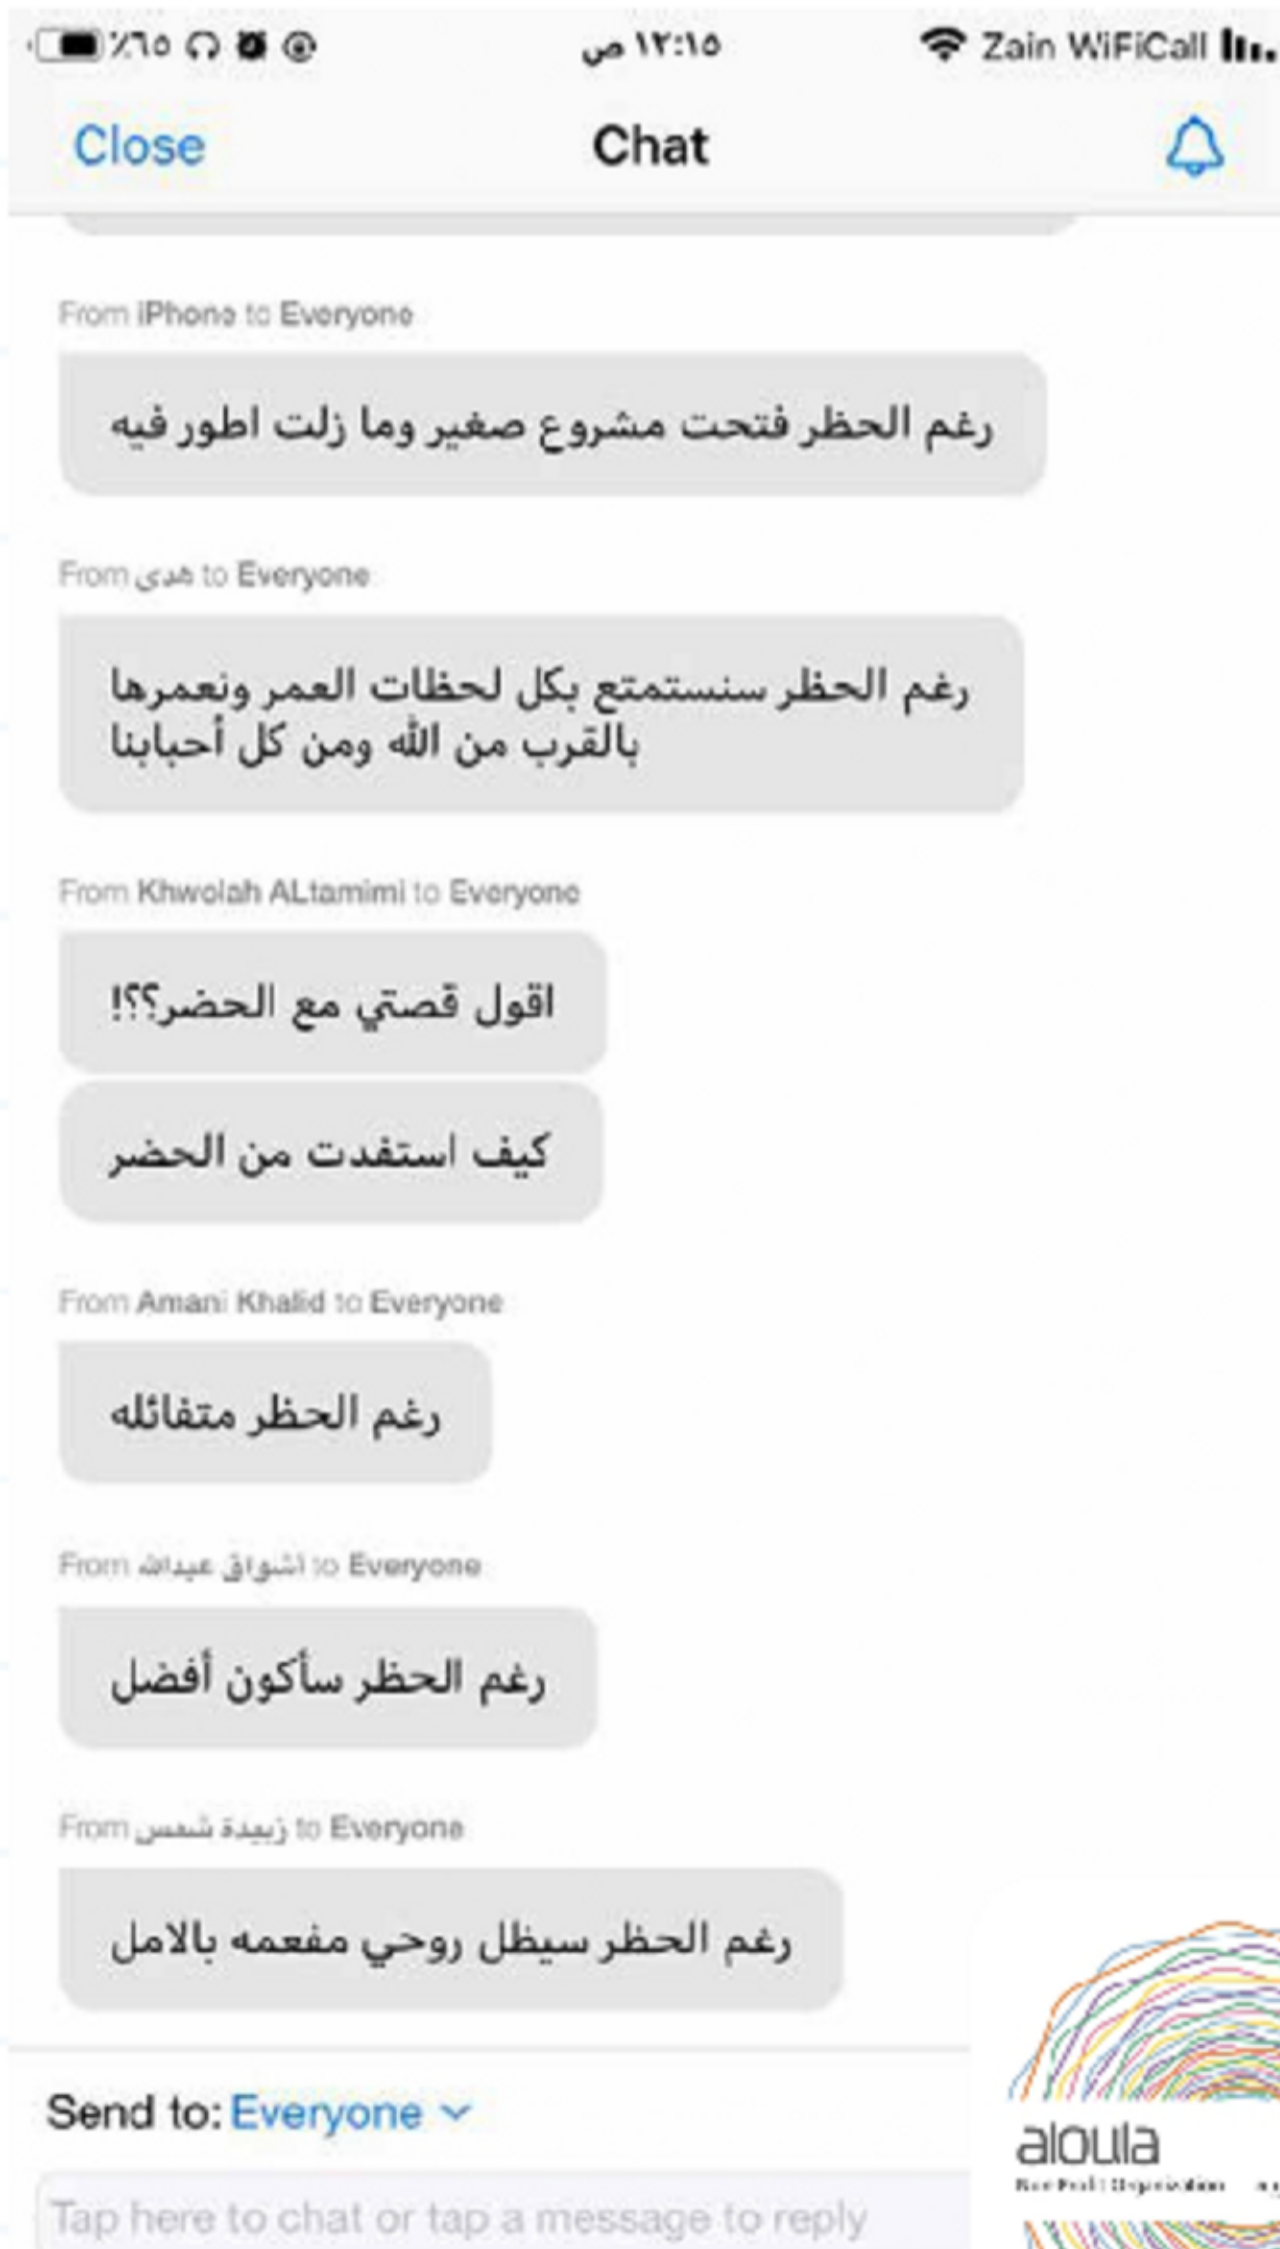 ٪٦٥ ١٢:١٥ ص Zain WiFiCall
Close Chat
From iPhone to Everyone
رغم الحظر فتحت مشروع صغير وما زلت اطور فيه
From هدى to Everyone
رغم الحظر سنستمتع بكل لحظات العمر ونعمرها
بالقرب من الله ومن كل أحبابنا
From Khwolah ALtamimi to Everyone
اقول قصتي مع الحضر؟؟!
كيف استفدت من الحضر
From Amani Khalid to Everyone
رغم الحظر متفائله
From اشواق عبدالله to Everyone
رغم الحظر سأكون أفضل
From زبيدة شمس to Everyone
رغم الحظر سيظل روحي مفعمه بالامل
Send to: Everyone
Tap here to chat or tap a message to reply
aloula
Non Profit Organization